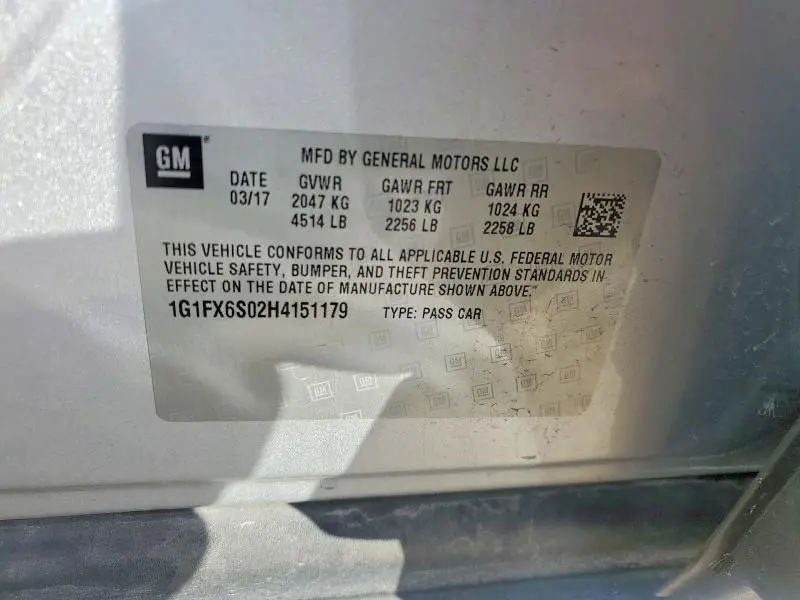 GM
MFD BY GENERAL MOTORS LLC
DATE GVWR GAWR FRT GAWR RR
03/17 2047 KG 1023 KG 1024 KG
4514 LB 2256 LB 2258 LB
THIS VEHICLE CONFORMS TO ALL APPLICABLE U.S. FEDERAL MOTOR
VEHICLE SAFETY, BUMPER, AND THEFT PREVENTION STANDARDS IN
EFFECT ON THE DATE OF MANUFACTURE SHOWN ABOVE.
1G1FX6S02H4151179 TYPE: PASS CAR